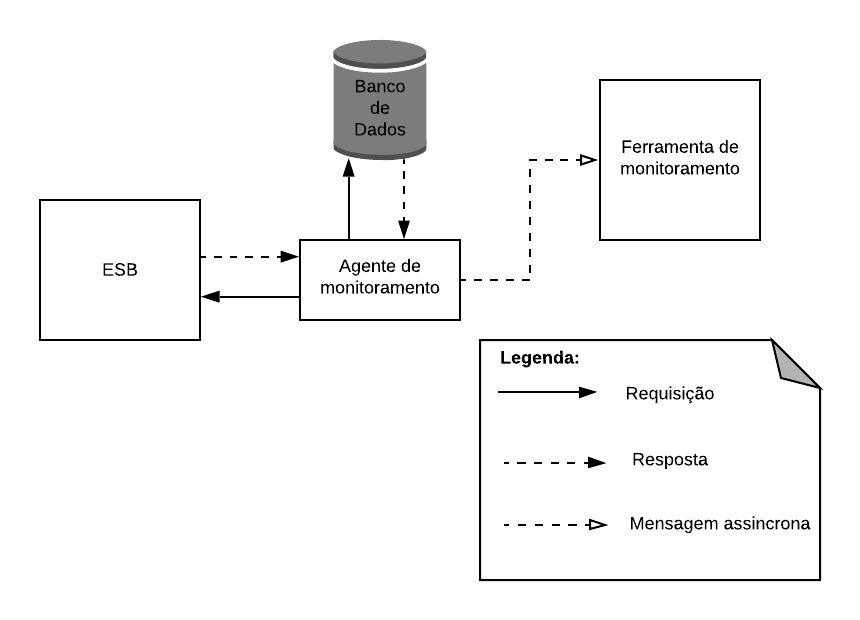 Banco
de
Dados
Ferramenta de
monitoramento
ESB
Agente de
monitoramento
Legenda:
Requisição
Resposta
Mensagem assincrona